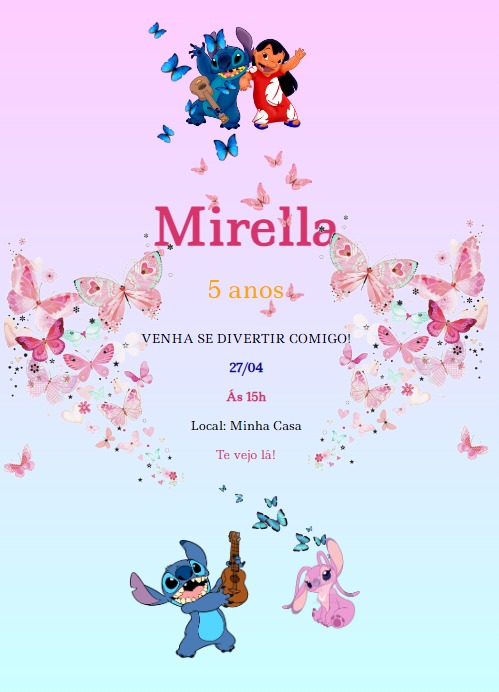 Mirella
5 anos
VENHA SE DIVERTIR COMIGO!
27/04
Ás 15h
Local: Minha Casa
Te vejo lá!